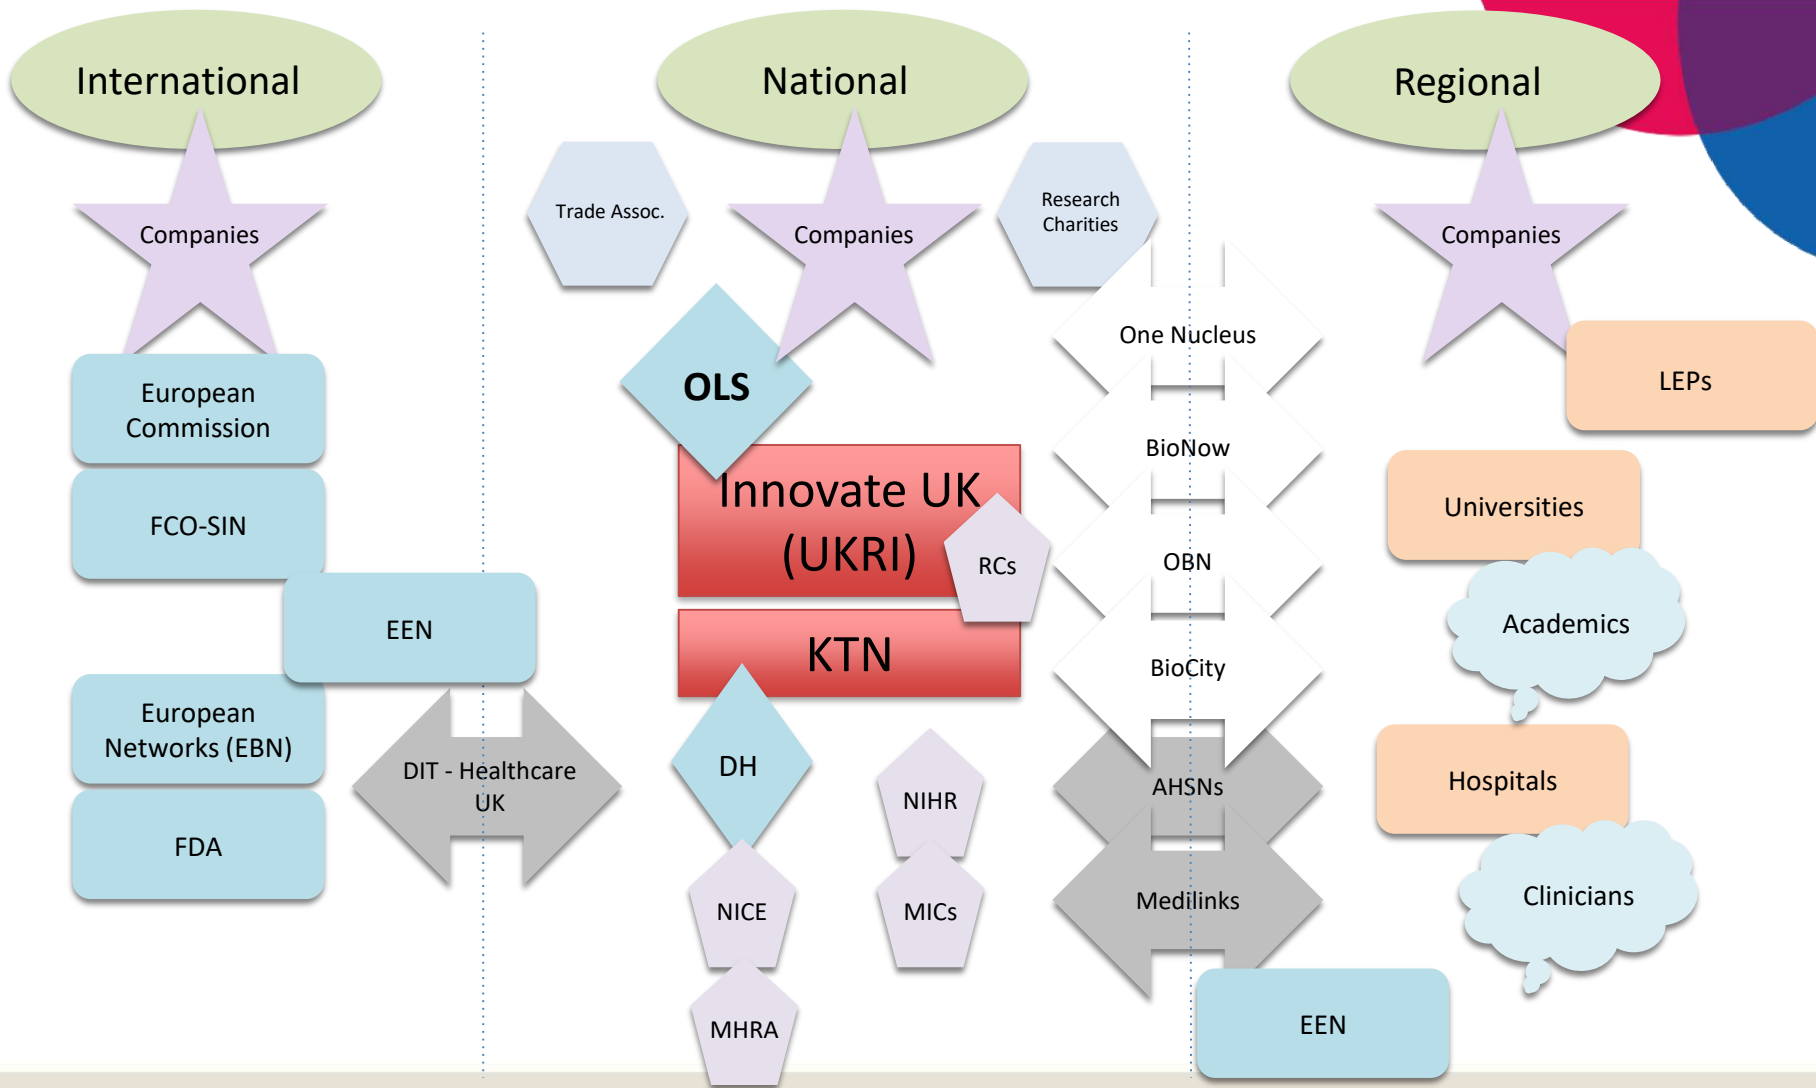 International
National
Regional
Companies
Trade Assoc.
Companies
Research
Charities
Companies
European
Commission
FCO-SIN
EEN
European
Networks (EBN)
FDA
DIT - Healthcare
UK
OLS
Innovate UK
(UKRI)
RCs
KTN
DH
NIHR
NICE
MICs
MHRA
One Nucleus
BioNow
OBN
BioCity
AHSNs
Medilinks
EEN
LEPs
Universities
Academics
Hospitals
Clinicians